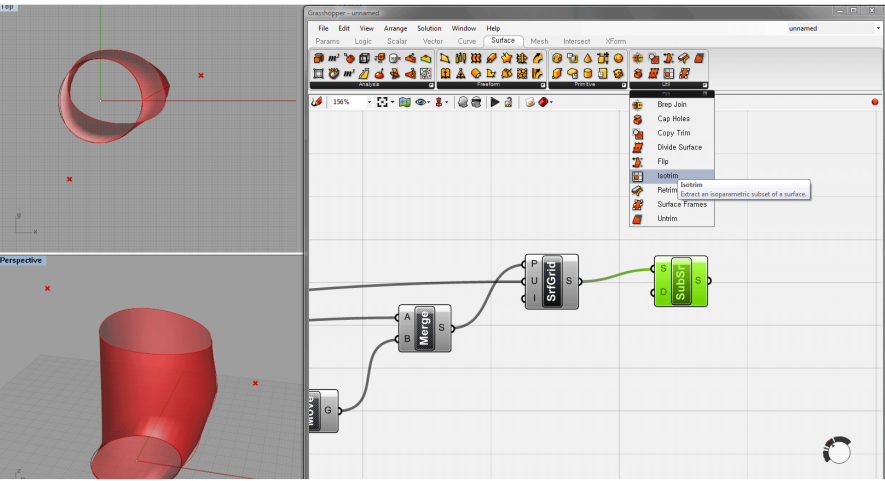 Top
Grasshopper - unnamed
File Edit View Arrange Solution Window Help
unnamed
Params Logic Scalar Vector Curve Surface Mesh Intersect XForm
Analysis
Freeform
Primitive
Util
156%
Brep Join
Cap Holes
Copy Trim
Divide Surface
Flip
Isotrim
Isotrim
Extract an isoparametric subset of a surface.
Retrim
Surface Frames
Untrim
y
x
Perspective
P
U
I
SrfGrid
S
S
D
SubSrf
S
A
B
Merge
S
MOVE
G
z